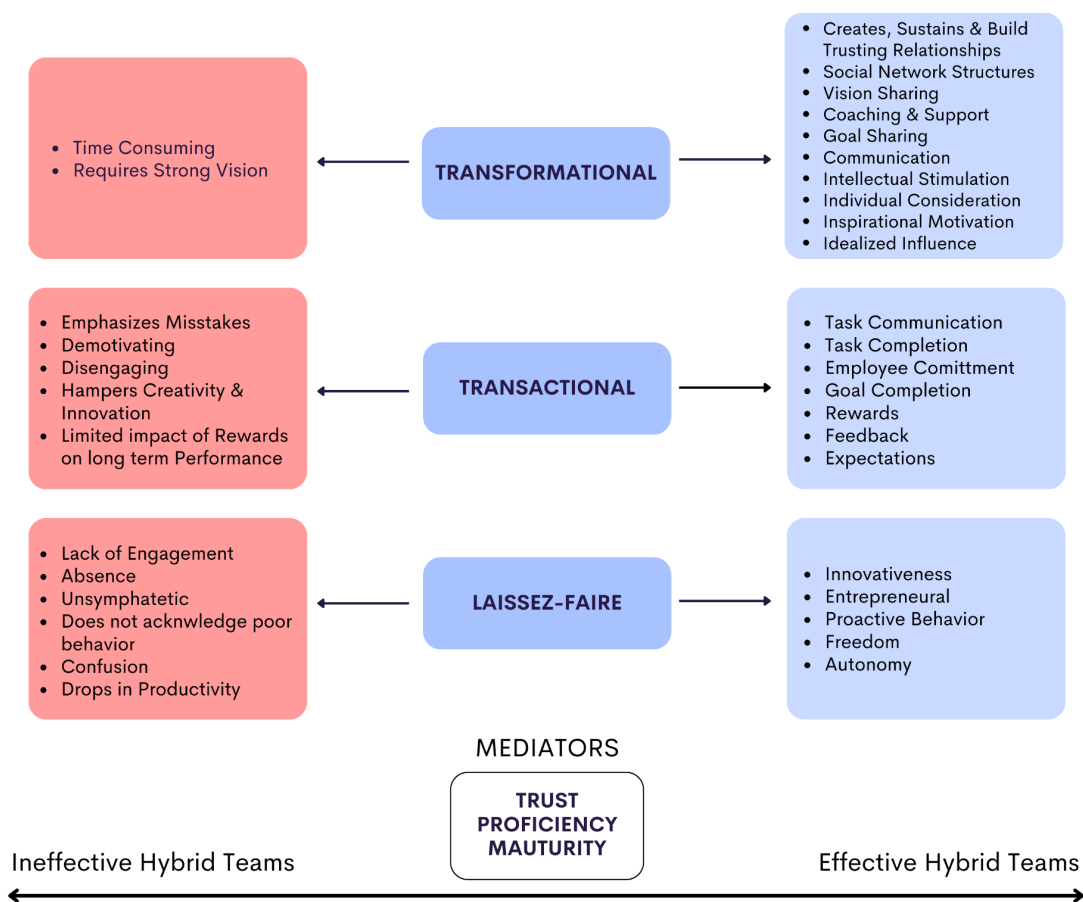 • Time Consuming
• Requires Strong Vision
TRANSFORMATIONAL
• Creates, Sustains & Build
Trusting Relationships
• Social Network Structures
• Vision Sharing
• Coaching & Support
• Goal Sharing
• Communication
• Intellectual Stimulation
• Individual Consideration
• Inspirational Motivation
• Idealized Influence
• Emphasizes Misstakes
• Demotivating
• Disengaging
• Hampers Creativity &
Innovation
• Limited impact of Rewards
on long term Performance
TRANSACTIONAL
• Task Communication
• Task Completion
• Employee Comittment
• Goal Completion
• Rewards
• Feedback
• Expectations
• Lack of Engagement
• Absence
• Unsymphatetic
• Does not acknwledge poor
behavior
• Confusion
• Drops in Productivity
LAISSEZ-FAIRE
• Innovativeness
• Entrepreneural
• Proactive Behavior
• Freedom
• Autonomy
MEDIATORS
TRUST
PROFICIENCY
MAUTURITY
Ineffective Hybrid Teams
Effective Hybrid Teams